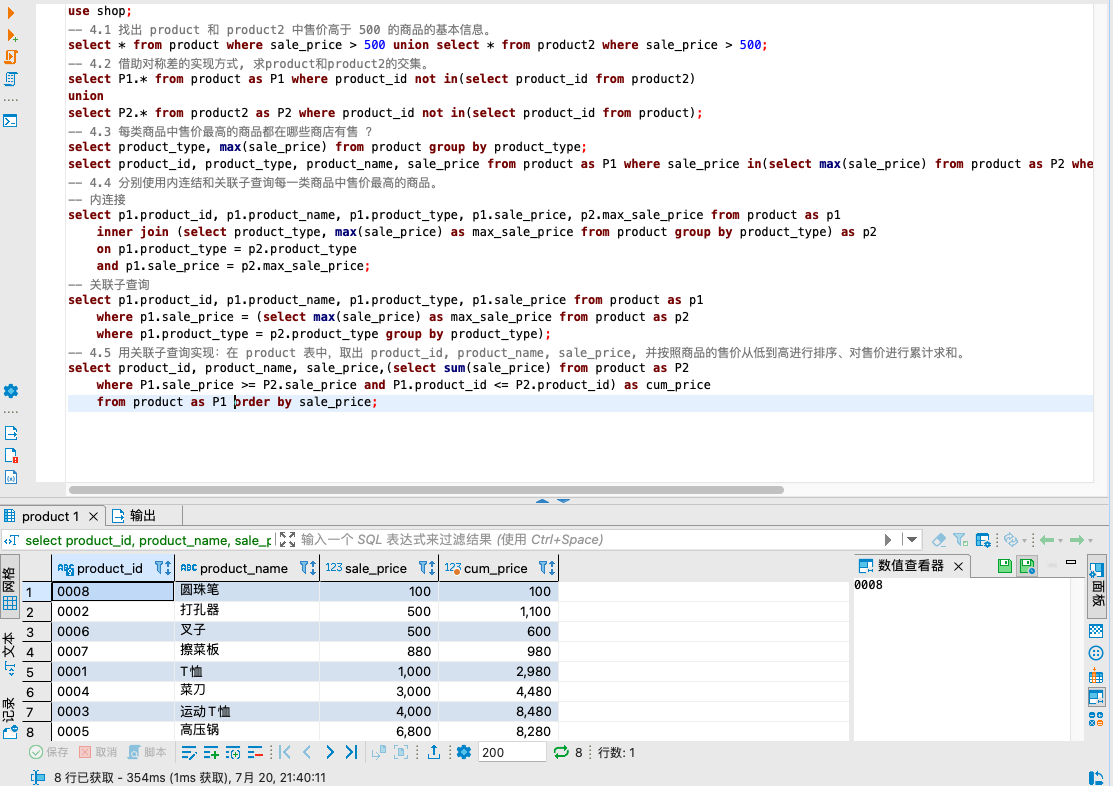 use shop;
-- 4.1 找出 product 和 product2 中售价高于 500 的商品的基本信息。
select * from product where sale_price > 500 union select * from product2 where sale_price > 500;
-- 4.2 借助对称差的实现方式, 求product和product2的交集。
select P1.* from product as P1 where product_id not in(select product_id from product2)
union
select P2.* from product2 as P2 where product_id not in(select product_id from product);
-- 4.3 每类商品中售价最高的商品都在哪些商店有售 ？
select product_type, max(sale_price) from product group by product_type;
select product_id, product_type, product_name, sale_price from product as P1 where sale_price in(select max(sale_price) from product as P2 whe
-- 4.4 分别使用内连结和关联子查询每一类商品中售价最高的商品。
-- 内连接
select p1.product_id, p1.product_name, p1.product_type, p1.sale_price, p2.max_sale_price from product as p1
inner join (select product_type, max(sale_price) as max_sale_price from product group by product_type) as p2
on p1.product_type = p2.product_type
and p1.sale_price = p2.max_sale_price;
-- 关联子查询
select p1.product_id, p1.product_name, p1.product_type, p1.sale_price from product as p1
where p1.sale_price = (select max(sale_price) as max_sale_price from product as p2
where p1.product_type = p2.product_type group by product_type);
-- 4.5 用关联子查询实现：在 product 表中，取出 product_id, product_name, sale_price, 并按照商品的售价从低到高进行排序、对售价进行累计求和。
select product_id, product_name, sale_price,(select sum(sale_price) from product as P2
where P1.sale_price >= P2.sale_price and P1.product_id <= P2.product_id) as cum_price
from product as P1 order by sale_price;
product 1 输出
select product_id, product_name, sale_p 输入一个 SQL 表达式来过滤结果 (使用 Ctrl+Space)
网格 文本 记录
product_id product_name sale_price cum_price
1 0008 圆珠笔 100 100
2 0002 打孔器 500 1,100
3 0006 叉子 500 600
4 0007 擦菜板 880 980
5 0001 T恤 1,000 2,980
6 0004 菜刀 3,000 4,480
7 0003 运动T恤 4,000 8,480
8 0005 高压锅 6,800 8,280
数值查看器
0008
面板
保存 取消 脚本 200 8 行数: 1
8 行已获取 - 354ms (1ms 获取), 7月 20, 21:40:11